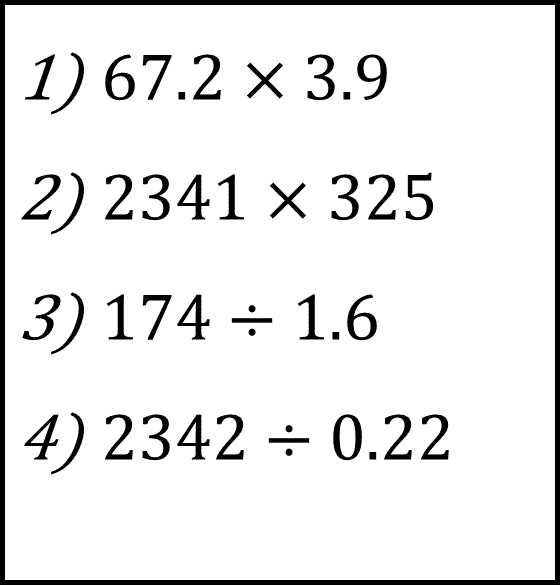 1) 67.2 × 3.9
2) 2341 × 325
3) 174 ÷ 1.6
4) 2342 ÷ 0.22